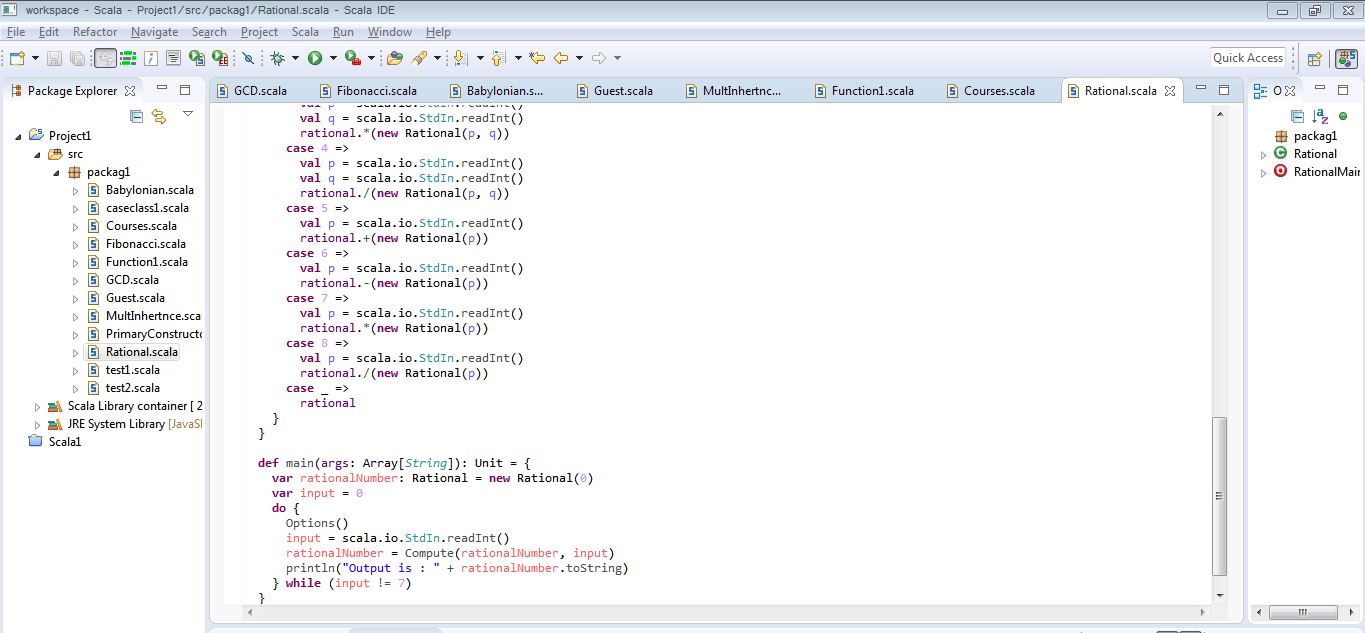 workspace - Scala - Project1/src/packag1/Rational.scala - Scala IDE
File Edit Refactor Navigate Search Project Scala Run Window Help
Quick Access
Package Explorer
Project1
src
packag1
Babylonian.scala
caseclass1.scala
Courses.scala
Fibonacci.scala
Function1.scala
GCD.scala
Guest.scala
MultInhertnce.sca
PrimaryConstructo
Rational.scala
test1.scala
test2.scala
Scala Library container [ 2
JRE System Library [JavaS
Scala1
GCD.scala Fibonacci.scala Babylonian.s... Guest.scala MultInhertnc... Function1.scala Courses.scala Rational.scala
val p = scala.io.StdIn.readInt()
val q = scala.io.StdIn.readInt()
rational.*(new Rational(p, q))
case 4 =>
val p = scala.io.StdIn.readInt()
val q = scala.io.StdIn.readInt()
rational./(new Rational(p, q))
case 5 =>
val p = scala.io.StdIn.readInt()
rational.+(new Rational(p))
case 6 =>
val p = scala.io.StdIn.readInt()
rational.-(new Rational(p))
case 7 =>
val p = scala.io.StdIn.readInt()
rational.*(new Rational(p))
case 8 =>
val p = scala.io.StdIn.readInt()
rational./(new Rational(p))
case _ =>
rational
}
}
def main(args: Array[String]): Unit = {
var rationalNumber: Rational = new Rational(0)
var input = 0
do {
Options()
input = scala.io.StdIn.readInt()
rationalNumber = Compute(rationalNumber, input)
println("Output is : " + rationalNumber.toString)
} while (input != 7)
}
O
packag1
Rational
RationalMain